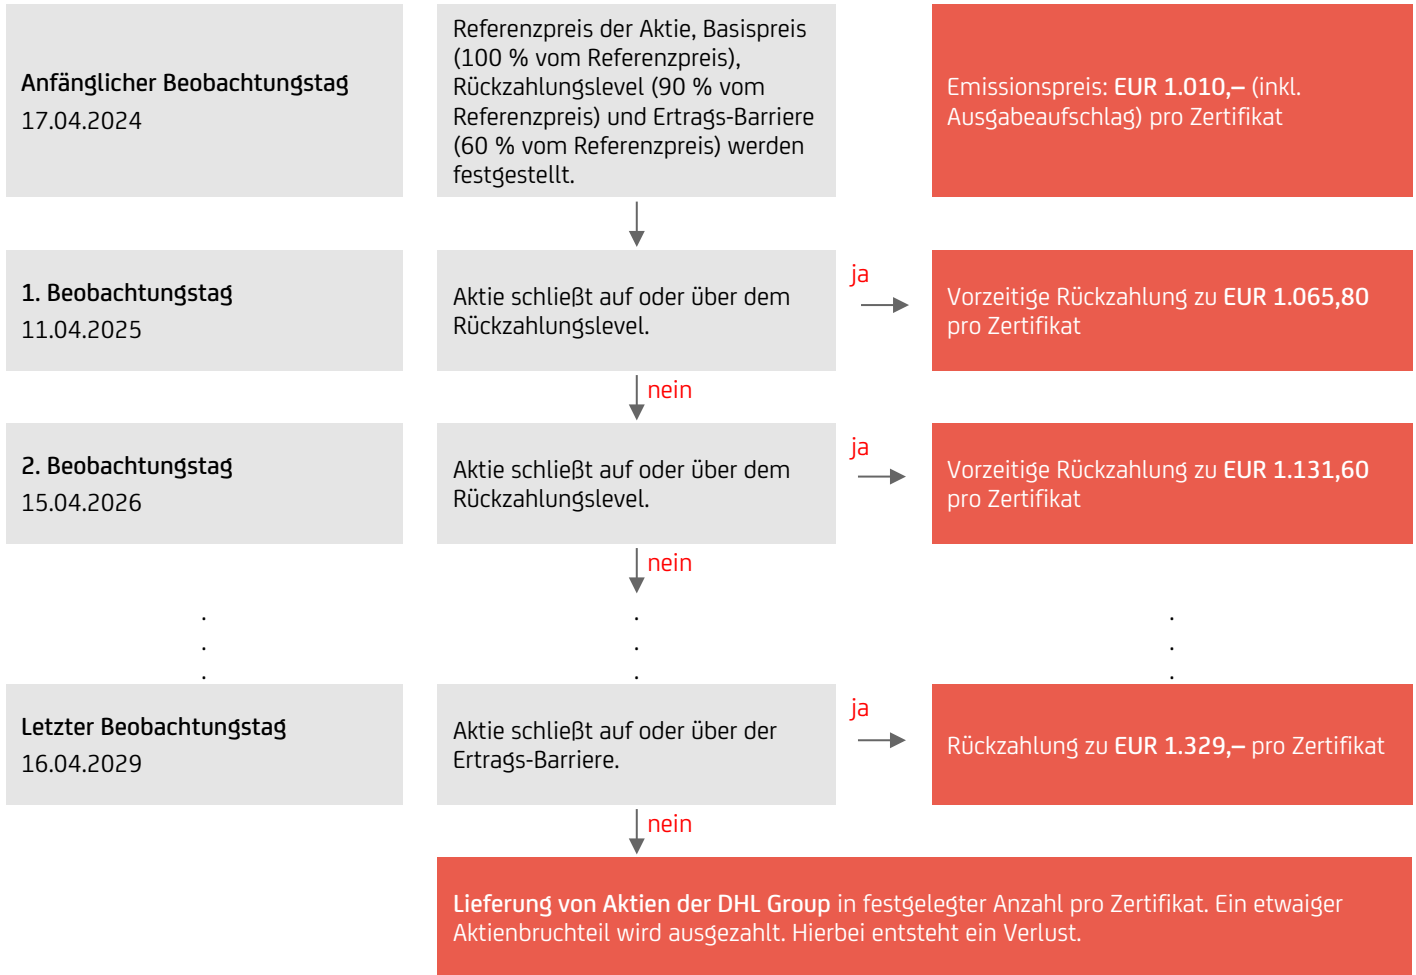 Anfänglicher Beobachtungstag
17.04.2024
Referenzpreis der Aktie, Basispreis
(100 % vom Referenzpreis),
Rückzahlungslevel (90 % vom
Referenzpreis) und Ertrags-Barriere
(60 % vom Referenzpreis) werden
festgestellt.
Emissionspreis: EUR 1.010,– (inkl.
Ausgabeaufschlag) pro Zertifikat
1. Beobachtungstag
11.04.2025
Aktie schließt auf oder über dem
Rückzahlungslevel.
ja
Vorzeitige Rückzahlung zu EUR 1.065,80
pro Zertifikat
nein
2. Beobachtungstag
15.04.2026
Aktie schließt auf oder über dem
Rückzahlungslevel.
ja
Vorzeitige Rückzahlung zu EUR 1.131,60
pro Zertifikat
nein
. . .
. . .
. . .
Letzter Beobachtungstag
16.04.2029
Aktie schließt auf oder über der
Ertrags-Barriere.
ja
Rückzahlung zu EUR 1.329,– pro Zertifikat
nein
Lieferung von Aktien der DHL Group in festgelegter Anzahl pro Zertifikat. Ein etwaiger
Aktienbruchteil wird ausgezahlt. Hierbei entsteht ein Verlust.